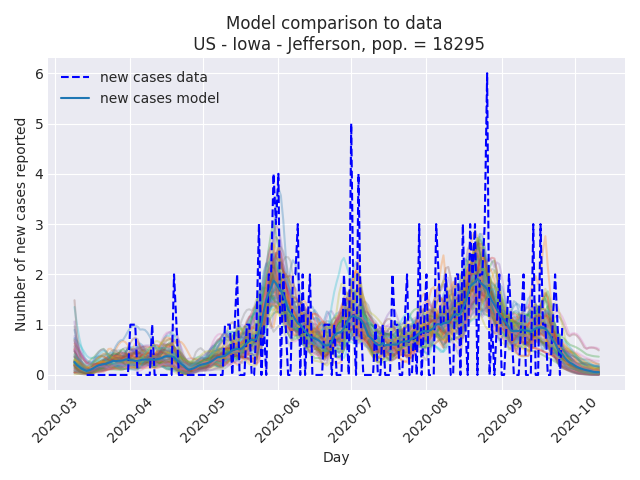 Model comparison to data
US - Iowa - Jefferson, pop. = 18295
new cases data
new cases model
Number of new cases reported
6
5
4
3
2
1
0
2020-03
2020-04
2020-05
2020-06
2020-07
2020-08
2020-09
2020-10
Day